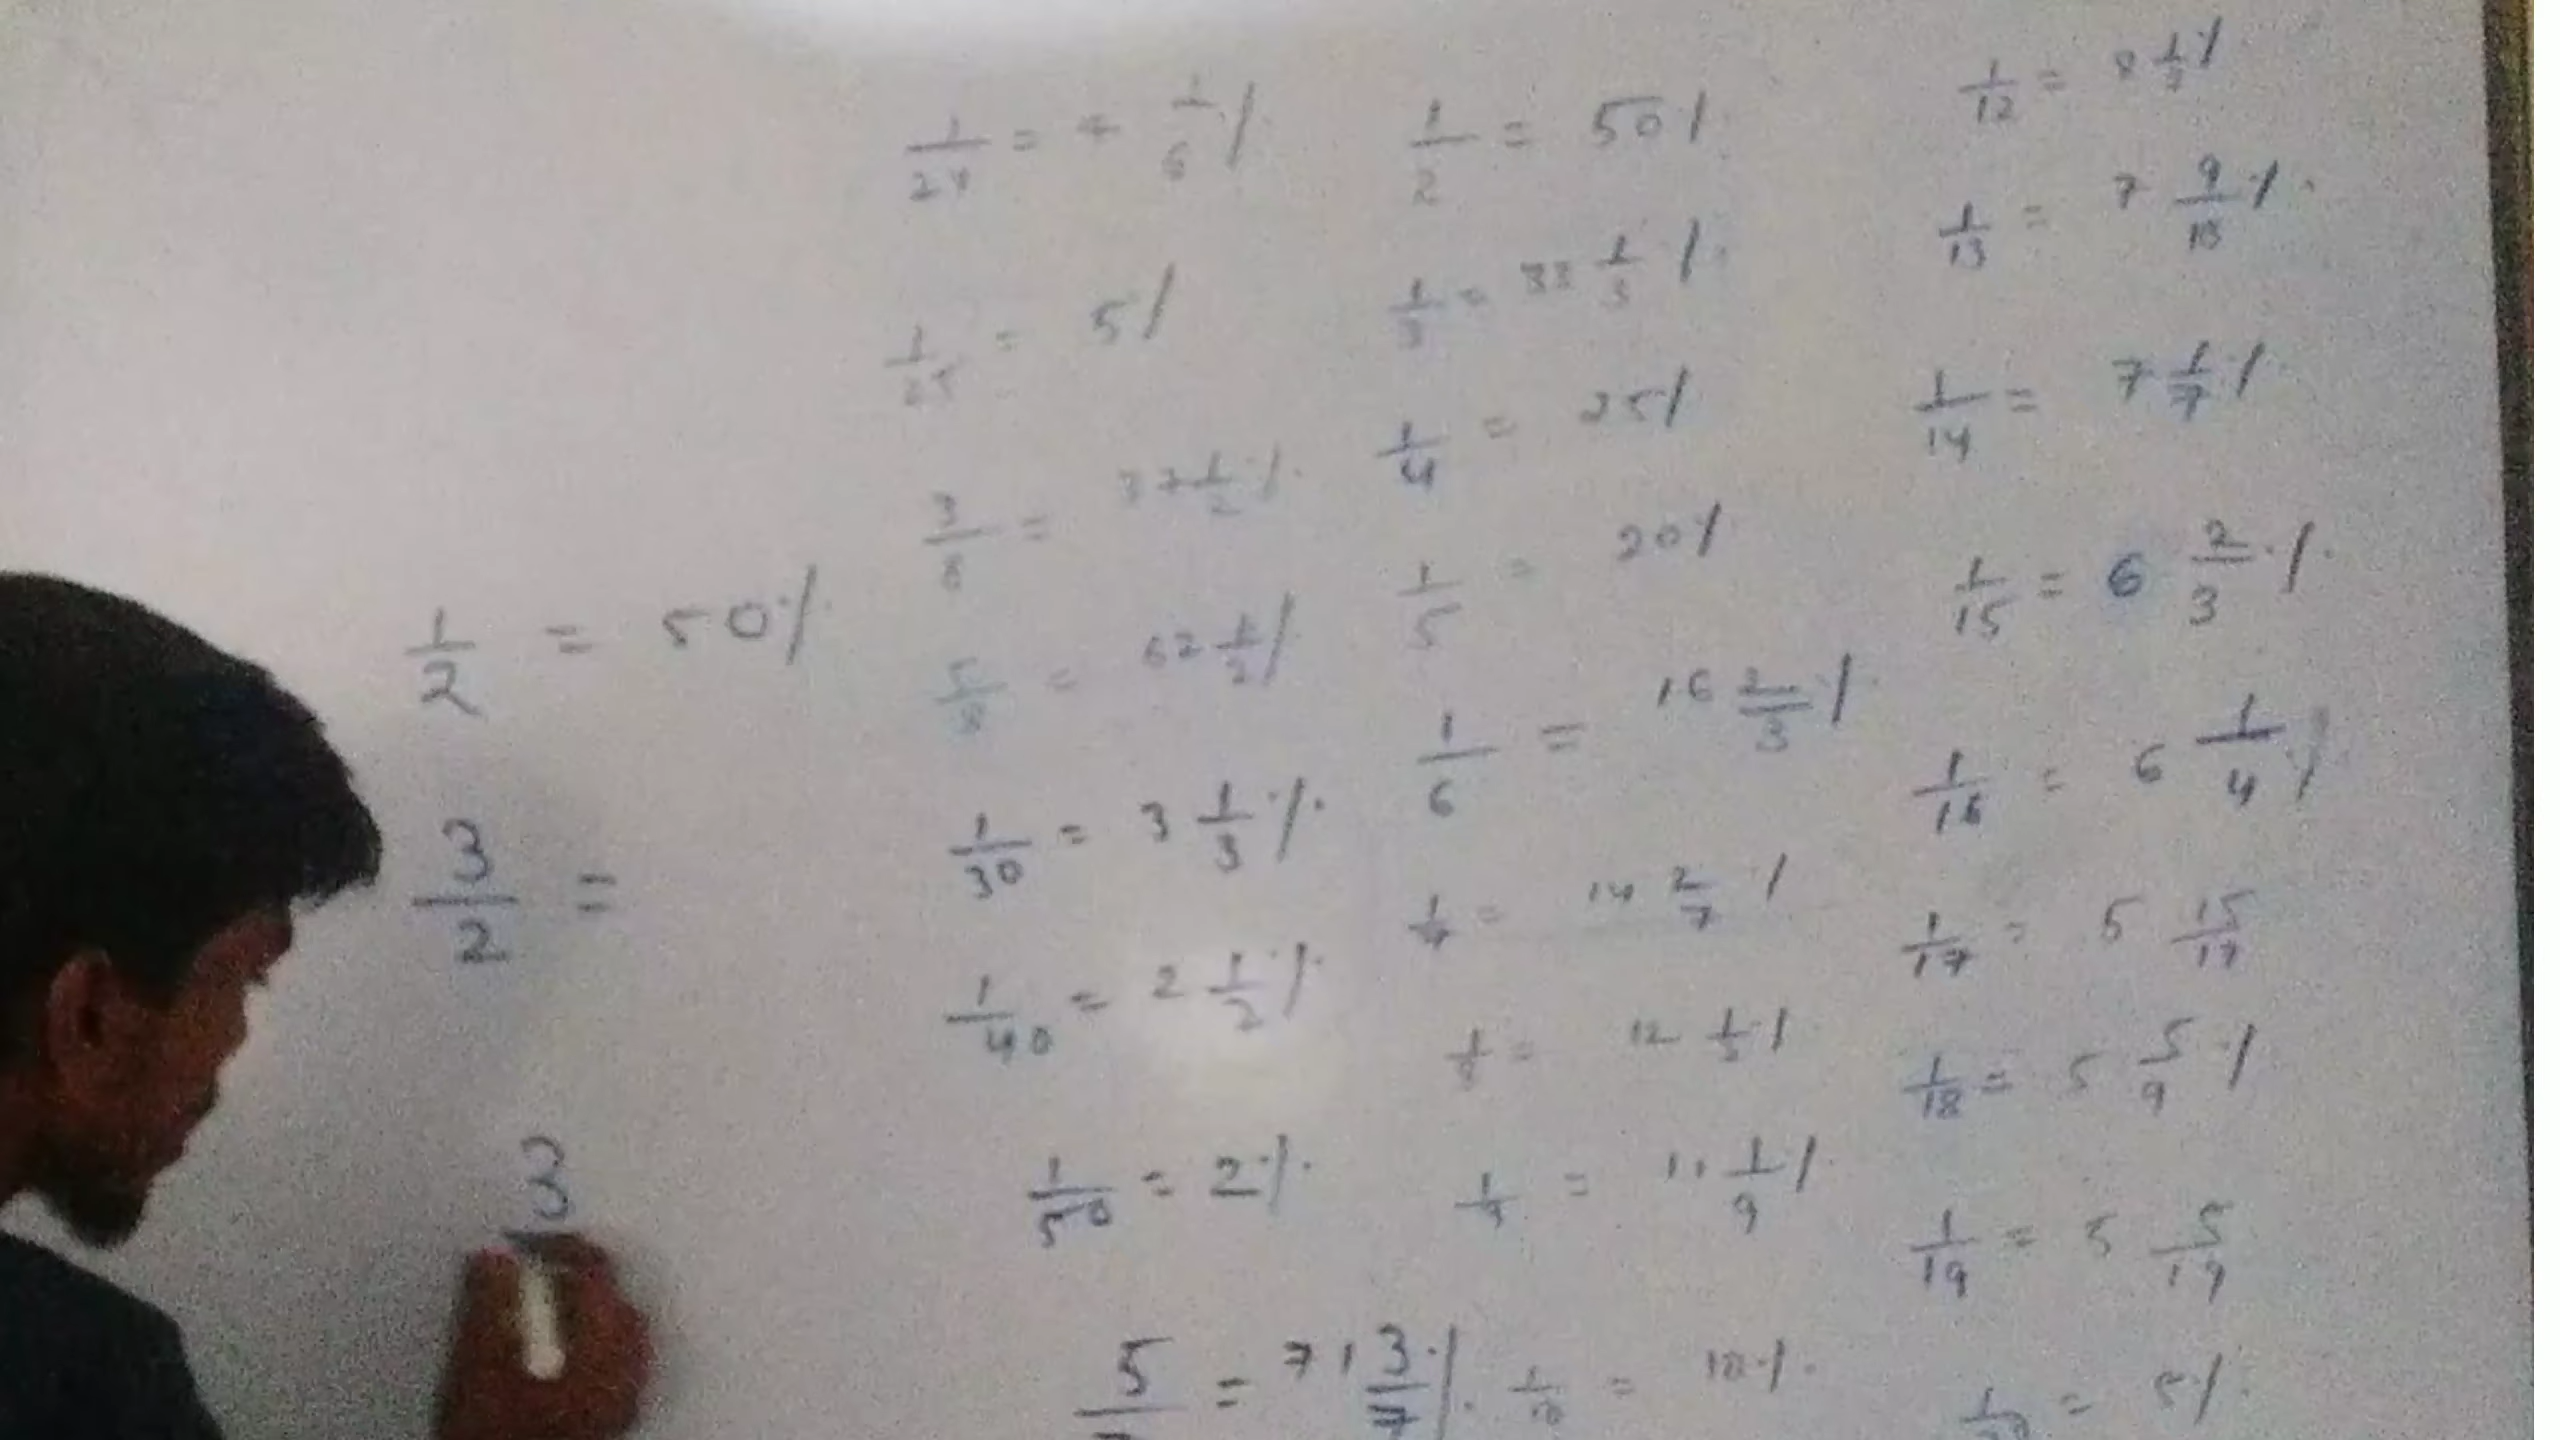 1/2 = 50%
3/2 =
3
1/24 = 4 1/6 %
1/25 = 5%
3/8 = 37 1/2 %
5/8 = 62 1/2 %
1/30 = 3 1/3 %
1/40 = 2 1/2 %
1/50 = 2%
5/7 = 71 3/7 %
1/2 = 50%
1/3 = 33 1/3 %
1/4 = 25%
1/5 = 20%
1/6 = 16 2/3 %
1/7 = 14 2/7 %
1/8 = 12 1/2 %
1/9 = 11 1/9 %
1/10 = 10%
1/12 = 8 1/3 %
1/13 = 7 9/13 %
1/14 = 7 1/7 %
1/15 = 6 2/3 %
1/16 = 6 1/4 %
1/17 = 5 15/17
1/18 = 5 5/9 %
1/19 = 5 5/19
1/20 = 5%